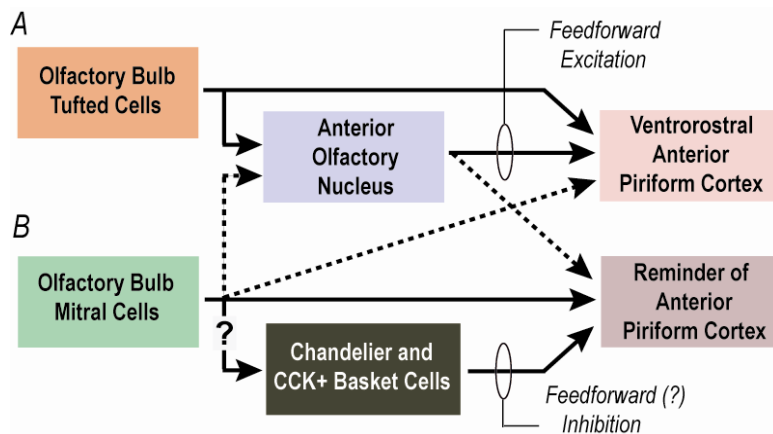 A
Feedforward
Excitation
Olfactory Bulb
Tufted Cells
Anterior
Olfactory
Nucleus
Ventrorostral
Anterior
Piriform Cortex
B
Olfactory Bulb
Mitral Cells
?
Chandelier and
CCK+ Basket Cells
Reminder of
Anterior
Piriform Cortex
Feedforward (?)
Inhibition